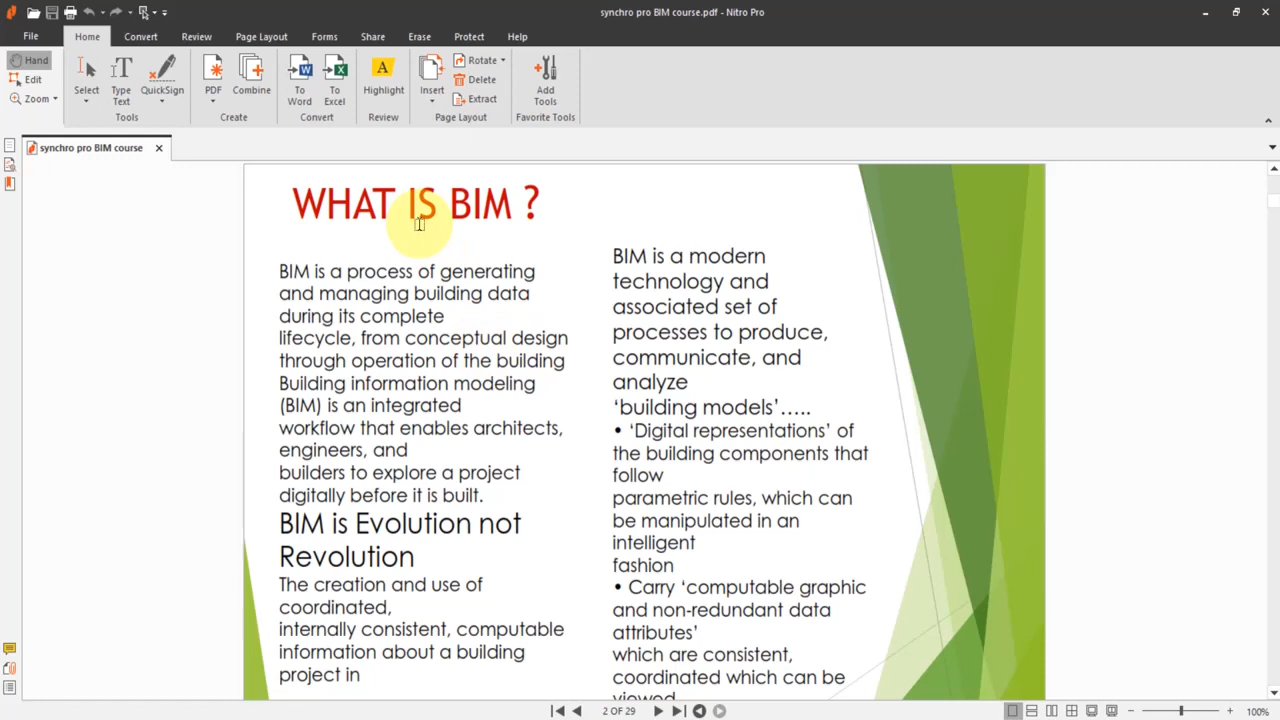 synchro pro BIM course.pdf - Nitro Pro
File Home Convert Review Page Layout Forms Share Erase Protect Help
Hand
Edit
Zoom
Select
Type Text
QuickSign
Tools
PDF
Combine
Create
To Word
To Excel
Convert
Highlight
Review
Insert
Rotate
Delete
Extract
Page Layout
Add Tools
Favorite Tools
synchro pro BIM course
WHAT IS BIM ?
BIM is a process of generating
and managing building data
during its complete
lifecycle, from conceptual design
through operation of the building
Building information modeling
(BIM) is an integrated
workflow that enables architects,
engineers, and
builders to explore a project
digitally before it is built.
BIM is Evolution not
Revolution
The creation and use of
coordinated,
internally consistent, computable
information about a building
project in
BIM is a modern
technology and
associated set of
processes to produce,
communicate, and
analyze
‘building models’…..
• ‘Digital representations’ of
the building components that
follow
parametric rules, which can
be manipulated in an
intelligent
fashion
• Carry ‘computable graphic
and non-redundant data
attributes’
which are consistent,
coordinated which can be
viewed
2 OF 29
100%